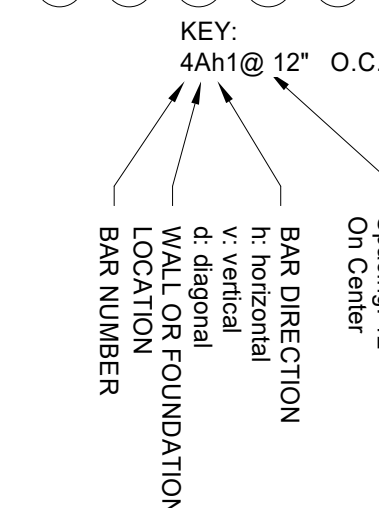 KEY:
4Ah1@ 12" O.C.
On Center
BAR DIRECTION
h: horizontal
v: vertical
d: diagonal
WALL OR FOUNDATION
LOCATION
BAR NUMBER